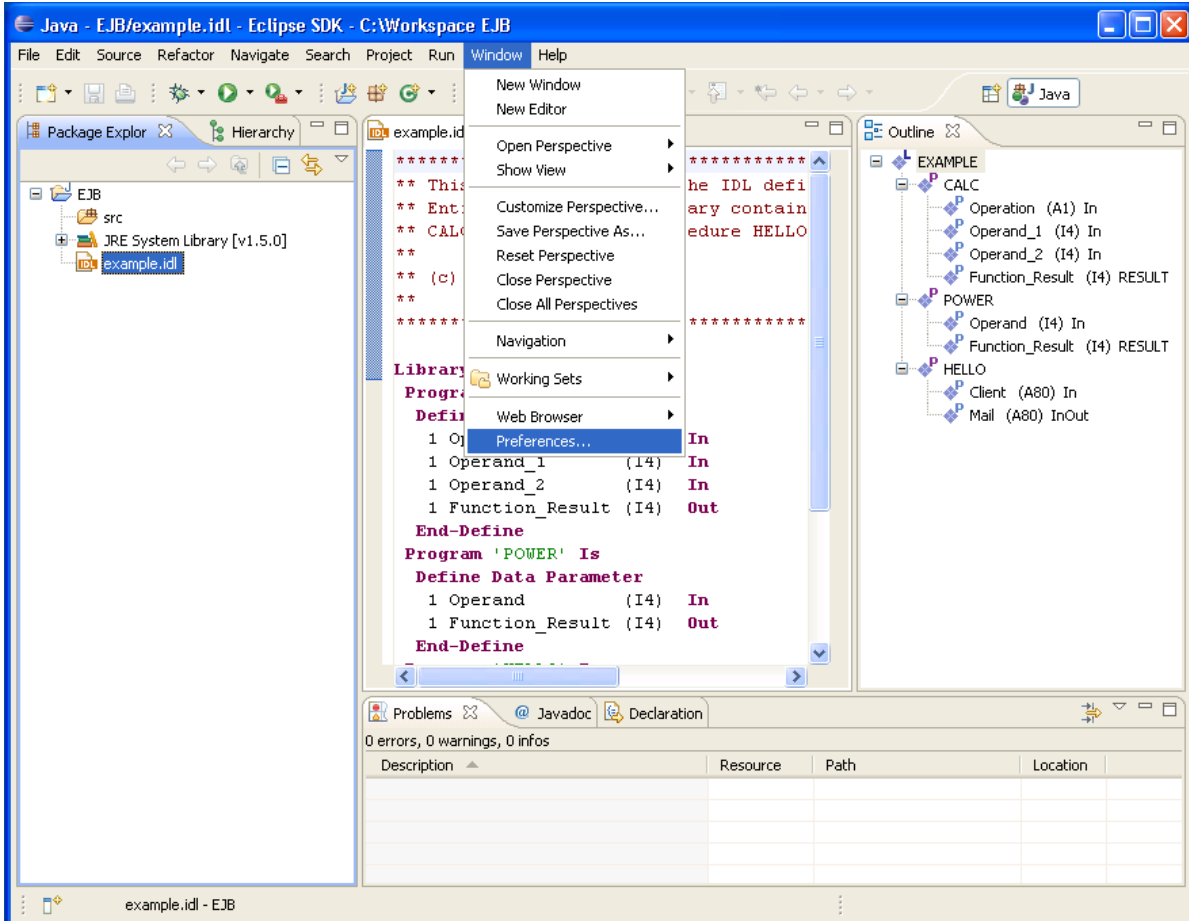 Java - EJB/example.idl - Eclipse SDK - C:\Workspace EJB
File Edit Source Refactor Navigate Search Project Run Window Help
Java
New Window
New Editor
Open Perspective
Show View
Customize Perspective...
Save Perspective As...
Reset Perspective
Close Perspective
Close All Perspectives
Navigation
Working Sets
Web Browser
Preferences...
Package Explor
Hierarchy
EJB
src
JRE System Library [v1.5.0]
example.idl
example.id
******* ***********
** This he IDL defi
** Ent ary contain
** CALC edure HELLO
**
** (c)
**
******* ***********
Library
Progra
Defin
1 Op In
1 Operand_1 (I4) In
1 Operand_2 (I4) In
1 Function_Result (I4) Out
End-Define
Program 'POWER' Is
Define Data Parameter
1 Operand (I4) In
1 Function_Result (I4) Out
End-Define
Outline
EXAMPLE
CALC
Operation (A1) In
Operand_1 (I4) In
Operand_2 (I4) In
Function_Result (I4) RESULT
POWER
Operand (I4) In
Function_Result (I4) RESULT
HELLO
Client (A80) In
Mail (A80) InOut
Problems
@ Javadoc
Declaration
0 errors, 0 warnings, 0 infos
Description Resource Path Location
example.idl - EJB